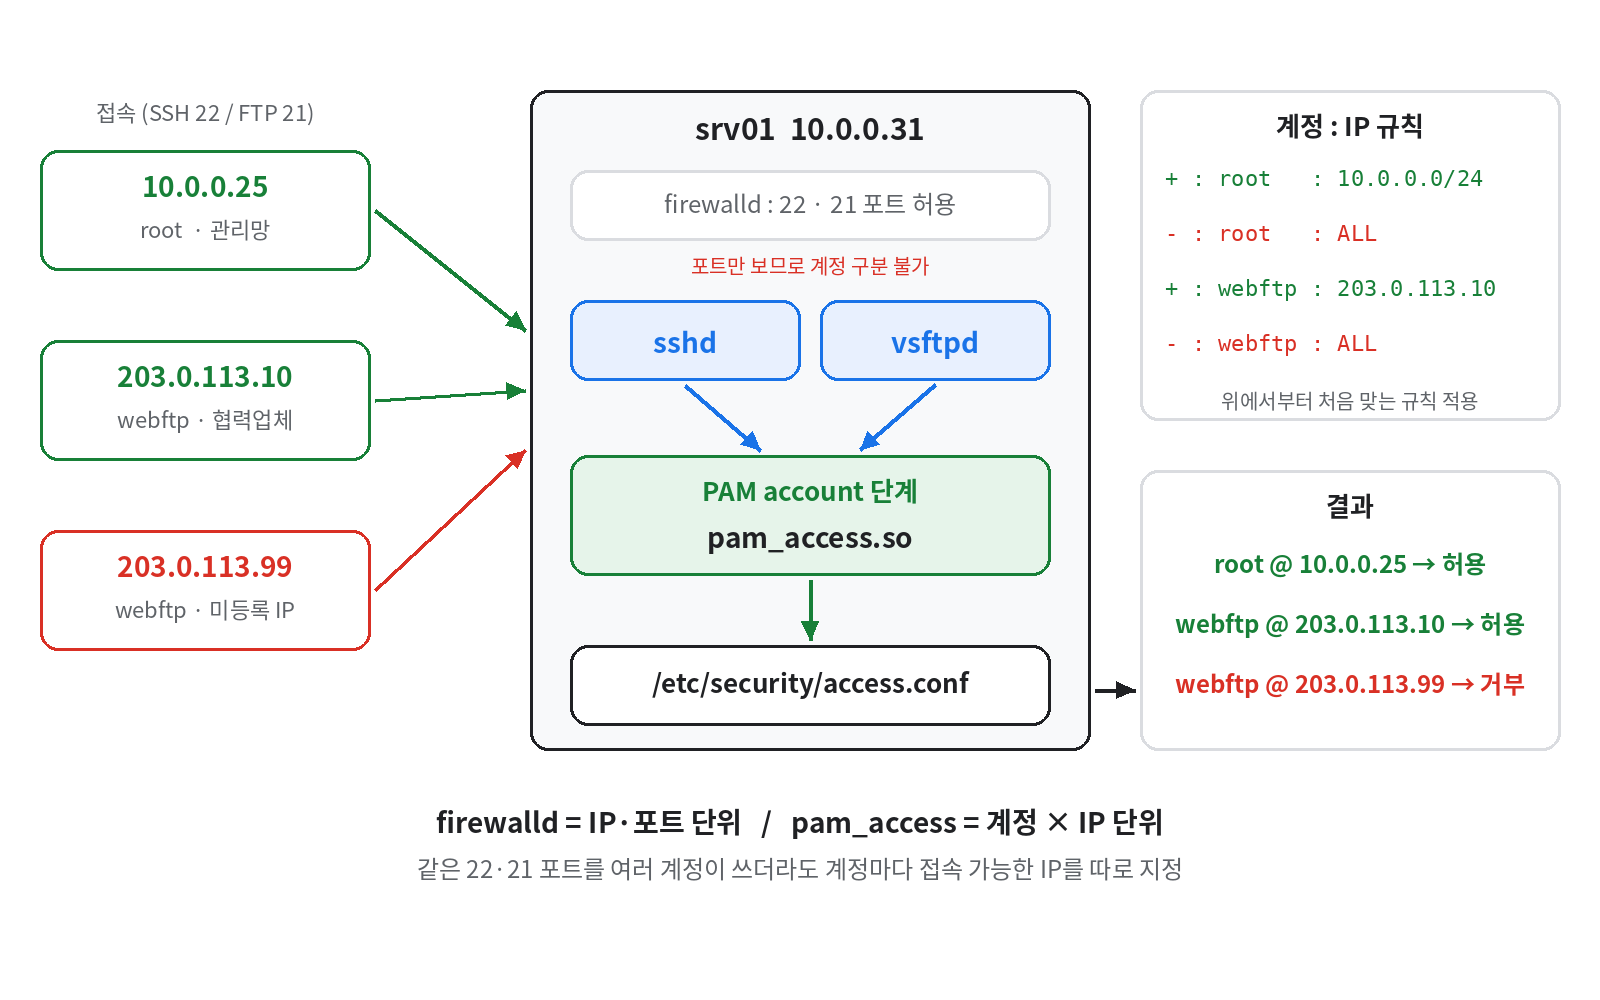 접속 (SSH 22 / FTP 21)
10.0.0.25
root · 관리망
203.0.113.10
webftp · 협력업체
203.0.113.99
webftp · 미등록 IP
srv01 10.0.0.31
firewalld : 22 · 21 포트 허용
포트만 보므로 계정 구분 불가
sshd
vsftpd
PAM account 단계
pam_access.so
/etc/security/access.conf
계정 : IP 규칙
+ : root : 10.0.0.0/24
- : root : ALL
+ : webftp : 203.0.113.10
- : webftp : ALL
위에서부터 처음 맞는 규칙 적용
결과
root @ 10.0.0.25 → 허용
webftp @ 203.0.113.10 → 허용
webftp @ 203.0.113.99 → 거부
firewalld = IP·포트 단위 / pam_access = 계정 × IP 단위
같은 22·21 포트를 여러 계정이 쓰더라도 계정마다 접속 가능한 IP를 따로 지정